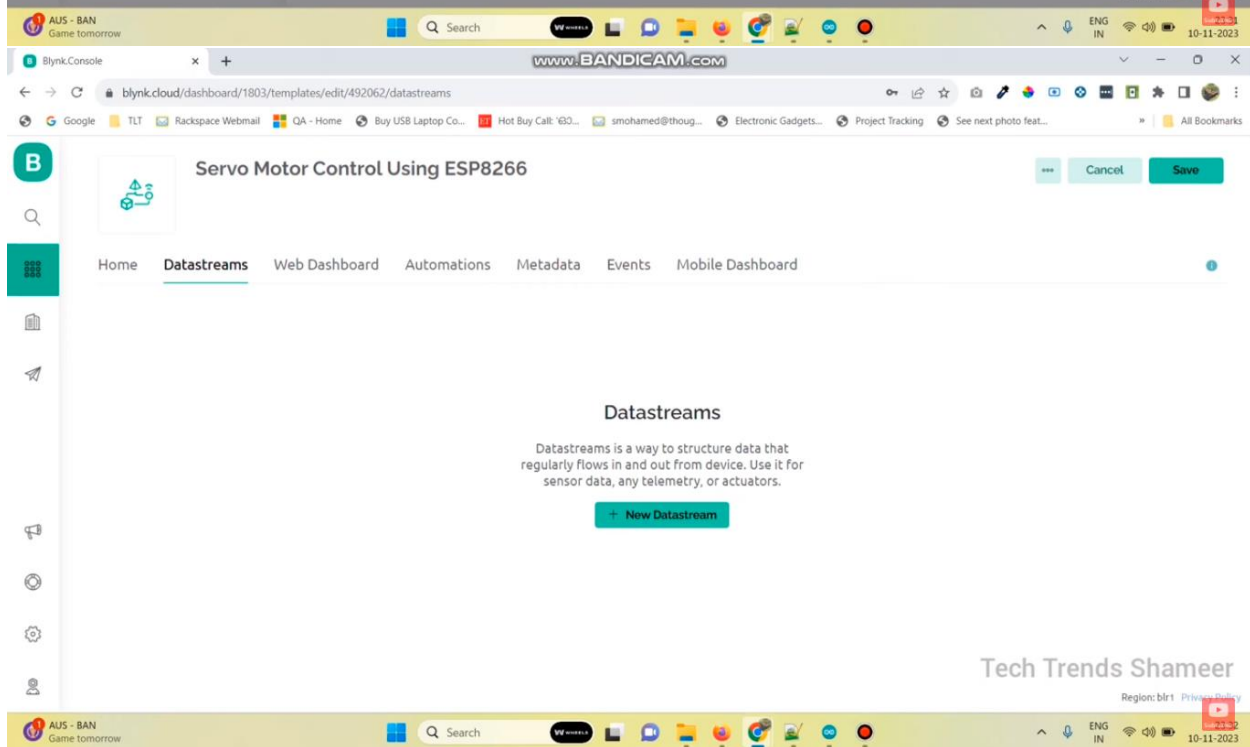 AUS - BAN
Game tomorrow
Search
ENG
IN
10-11-2023
Blynk.Console
WWW.BANDICAM.COM
blynk.cloud/dashboard/1803/templates/edit/492062/datastreams
Google
TLT
Rackspace Webmail
QA - Home
Buy USB Laptop Co...
Hot Buy Call:
smohamed@thoug...
Electronic Gadgets...
Project Tracking
See next photo feat...
All Bookmarks
B
Servo Motor Control Using ESP8266
Cancel
Save
Home
Datastreams
Web Dashboard
Automations
Metadata
Events
Mobile Dashboard
Datastreams
Datastreams is a way to structure data that
regularly flows in and out from device. Use it for
sensor data, any telemetry, or actuators.
+ New Datastream
Tech Trends Shameer
Region: blr1 Privacy Policy
AUS - BAN
Game tomorrow
Search
ENG
IN
10-11-2023